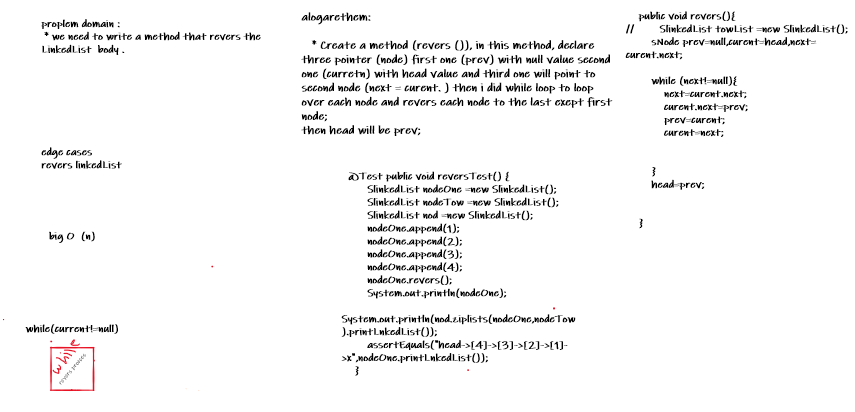 proplem domain :
* we need to write a method that revers the
LinkedList body .
edge cases
revers linkedList
big O (n)
while(current!=null)
while
revers process
alogarethem:
* Create a method (revers ()), in this method, declare
three pointer (node) first one (prev) with null value second
one (curretn) with head value and third one will point to
second node (next = curent. ) then i did while loop to loop
over each node and revers each node to the last exept first
node;
then head will be prev;
@Test public void reversTest() {
SlinkedList nodeOne =new SlinkedList();
SlinkedList nodeTow =new SlinkedList();
SlinkedList nod =new SlinkedList();
nodeOne.append(1);
nodeOne.append(2);
nodeOne.append(3);
nodeOne.append(4);
nodeOne.revers();
System.out.println(nodeOne);
System.out.println(nod.ziplists(nodeOne,nodeTow
).printLnkedList());
assertEquals("head->[4]->[3]->[2]->[1]-
>x",nodeOne.printLnkedList());
}
public void revers(){
// SlinkedList towList =new SlinkedList();
sNode prev=null,curent=head,next=
curent.next;
while (next!=null){
next=curent.next;
curent.next=prev;
prev=curent;
curent=next;
}
head=prev;
}